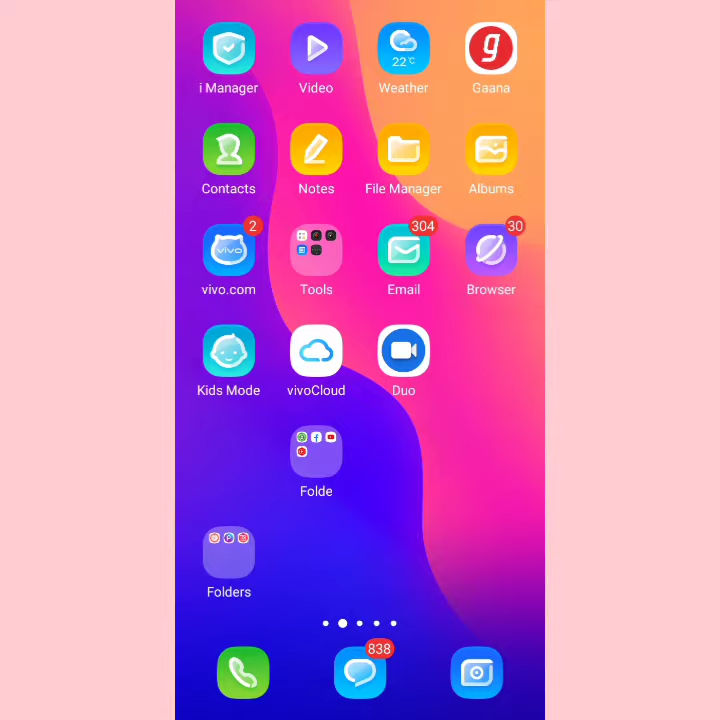 22°C
g
i Manager
Video
Weather
Gaana
Contacts
Notes
File Manager
Albums
2
304
30
vivo
vivo.com
Tools
Email
Browser
Kids Mode
vivoCloud
Duo
Folde
Folders
838